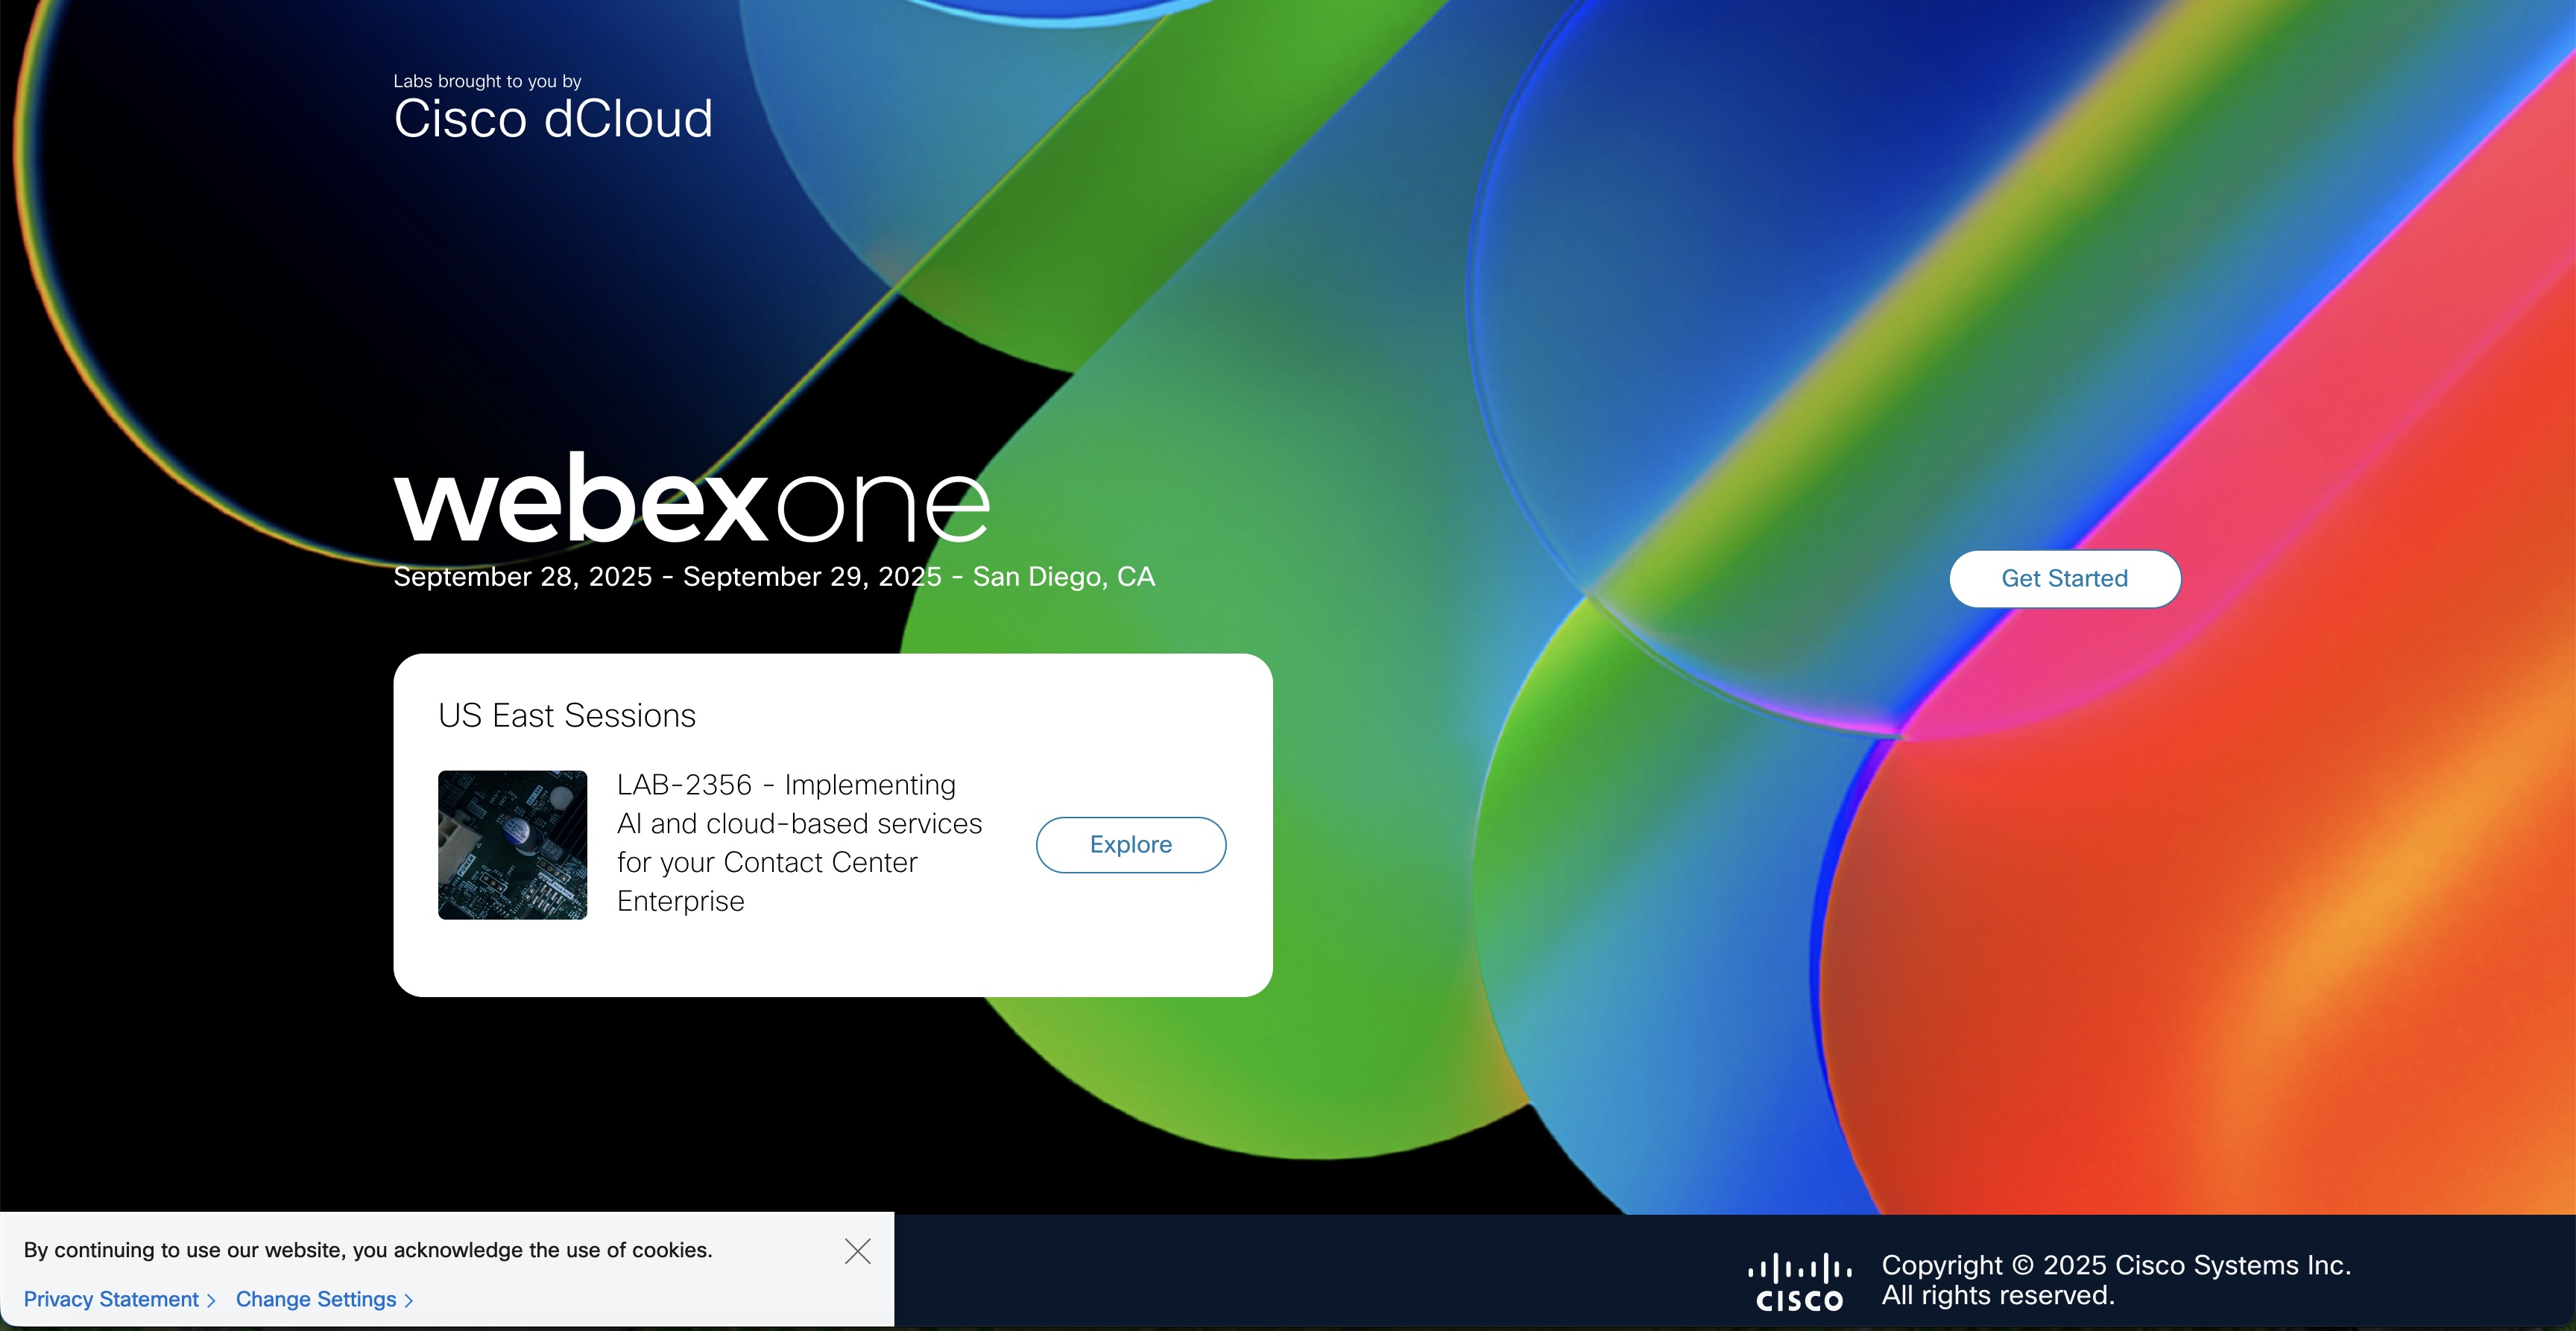 Labs brought to you by
Cisco dCloud
webexone
September 28, 2025 - September 29, 2025 - San Diego, CA
Get Started
US East Sessions
LAB-2356 - Implementing
AI and cloud-based services
for your Contact Center
Enterprise
Explore
By continuing to use our website, you acknowledge the use of cookies.
Privacy Statement
Change Settings
CISCO
Copyright © 2025 Cisco Systems Inc.
All rights reserved.